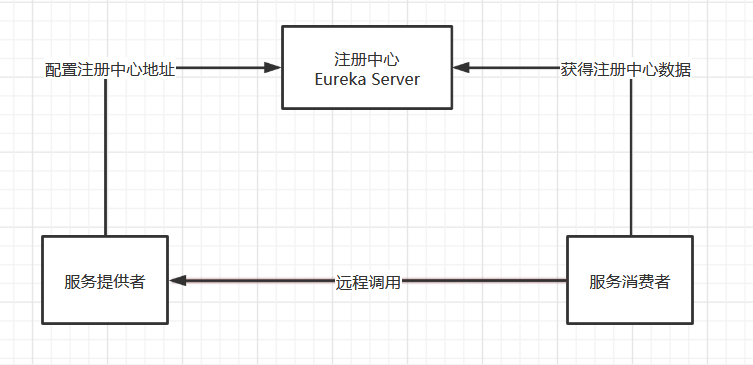 注册中心
Eureka Server
配置注册中心地址
获得注册中心数据
服务提供者
远程调用
服务消费者